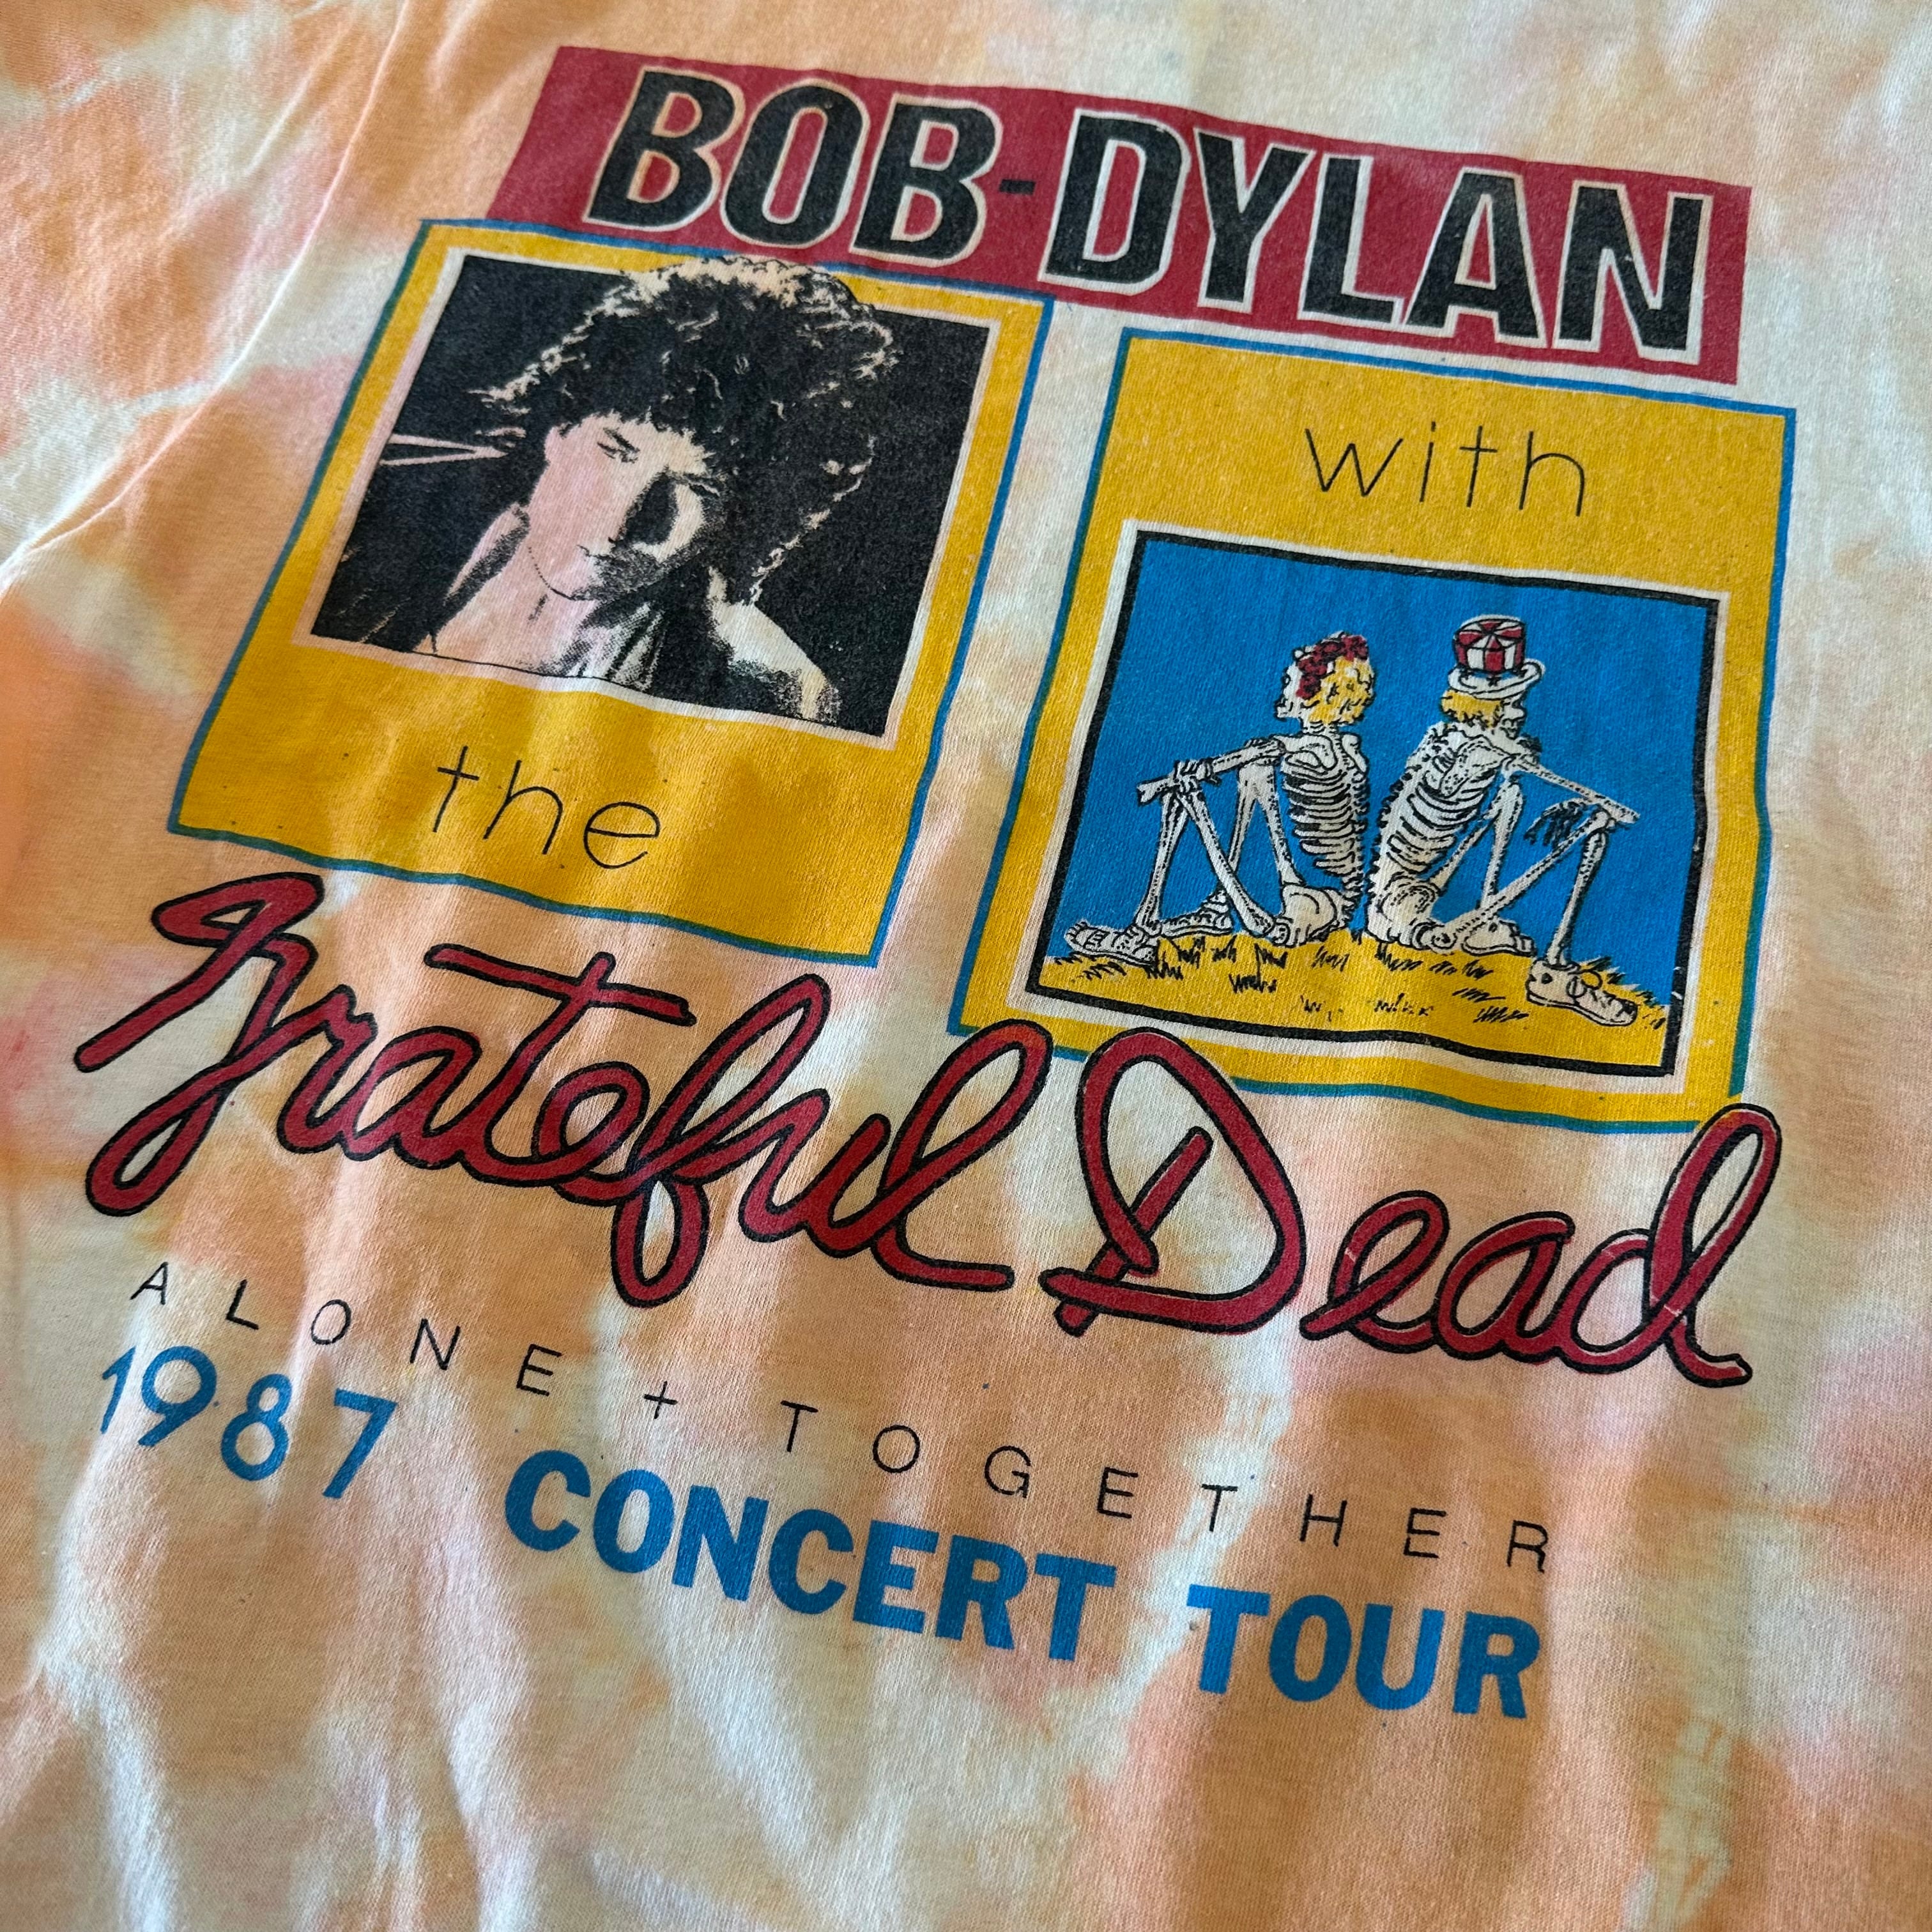 BOB-DYLAN
with
the
Grateful Dead
ALONE + TOGETHER
1987 CONCERT TOUR